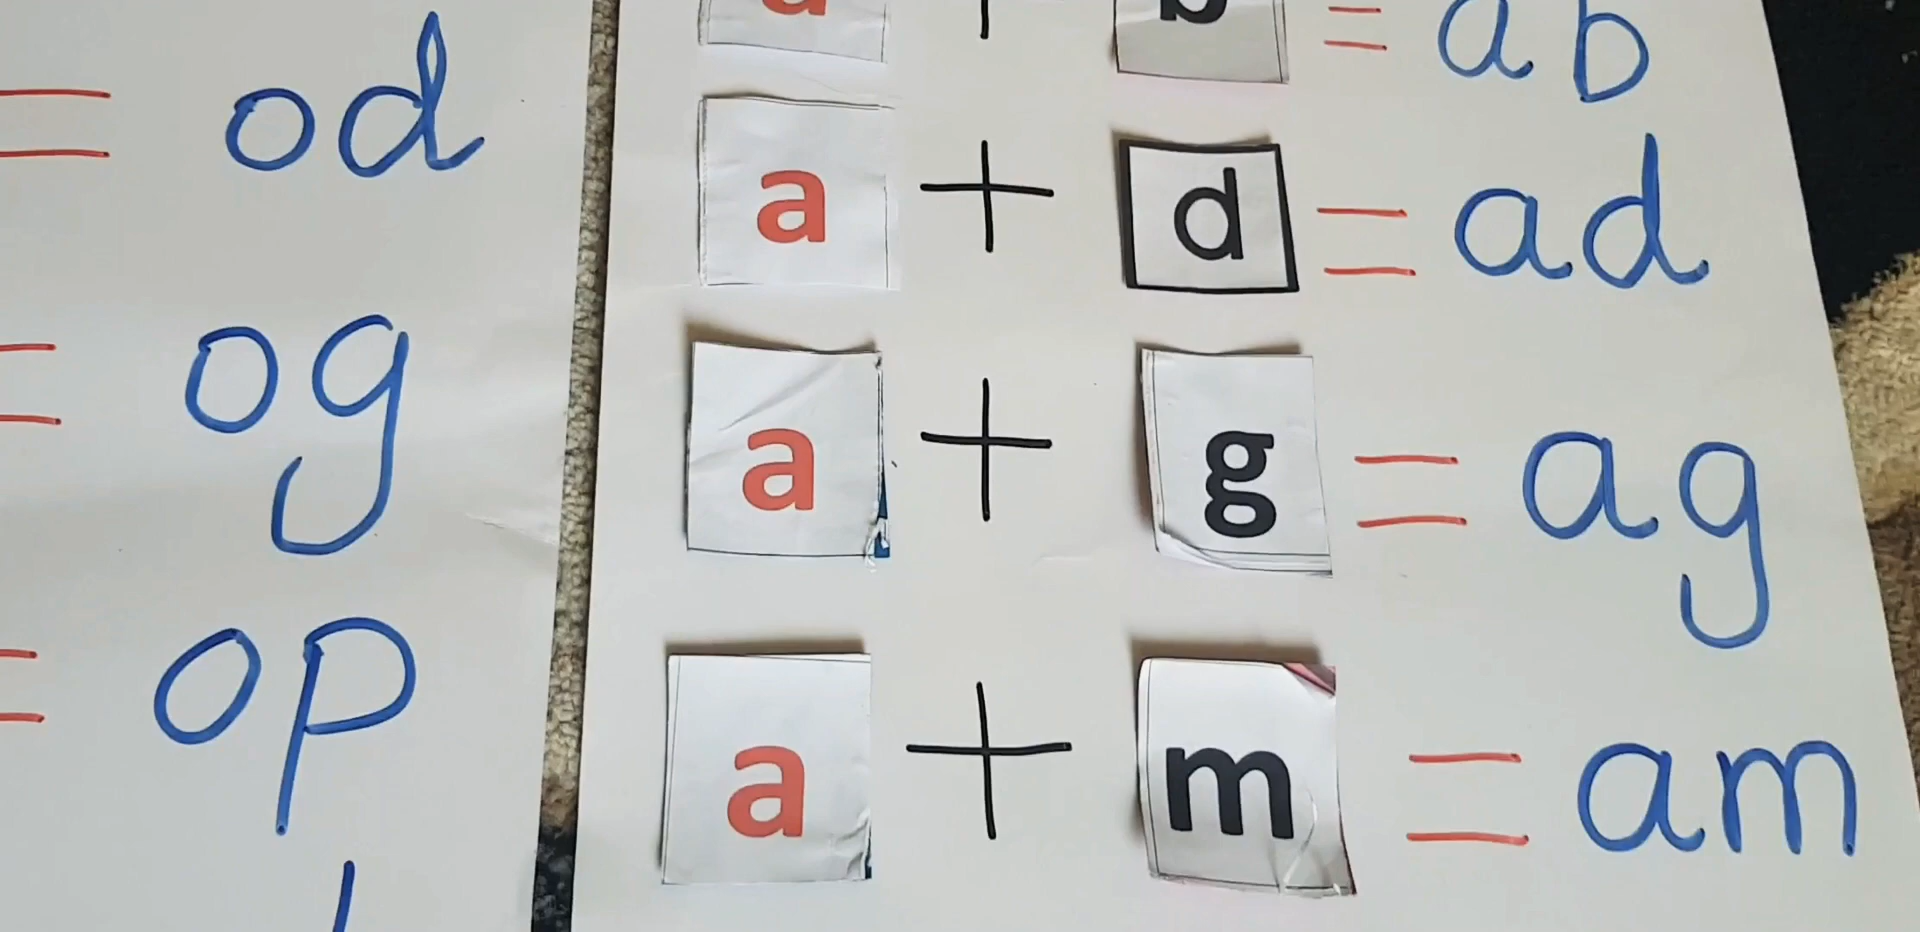 = od
= og
= op
a + b = ab
a + d = ad
a + g = ag
a + m = am